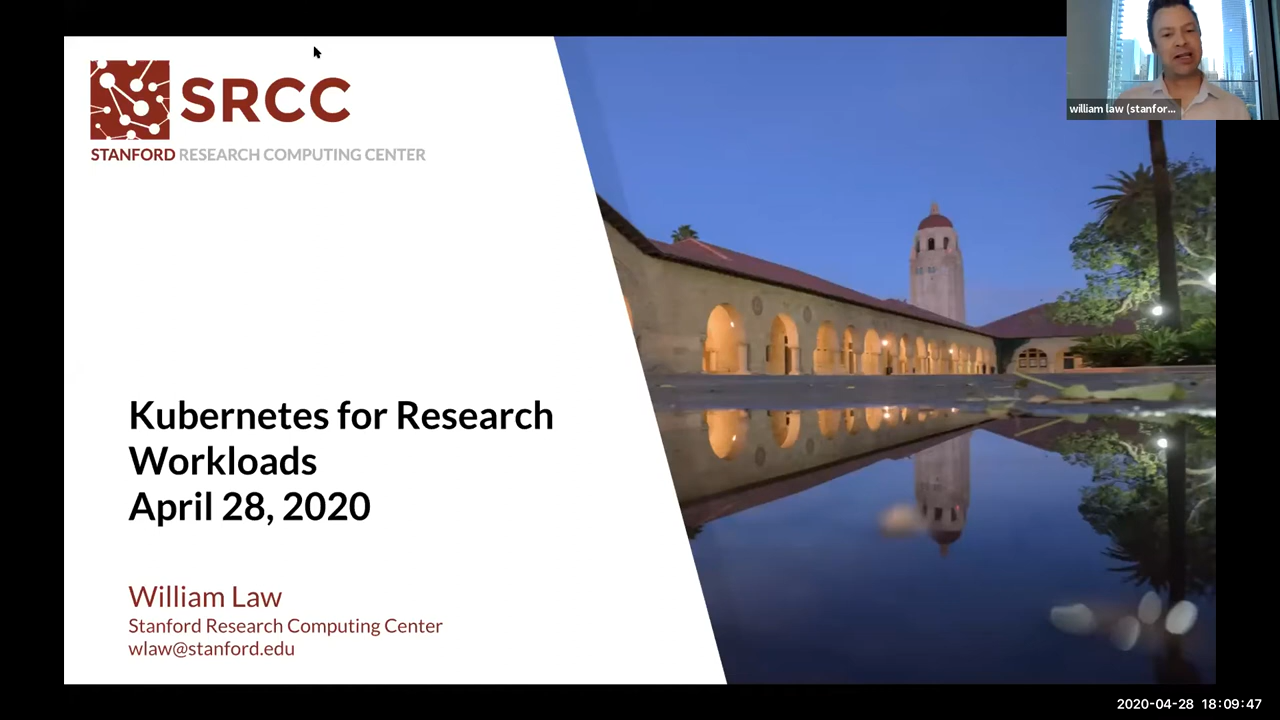 SRCC
STANFORD RESEARCH COMPUTING CENTER
william law (stanfor...
Kubernetes for Research
Workloads
April 28, 2020
William Law
Stanford Research Computing Center
wlaw@stanford.edu
2020-04-28 18:09:47